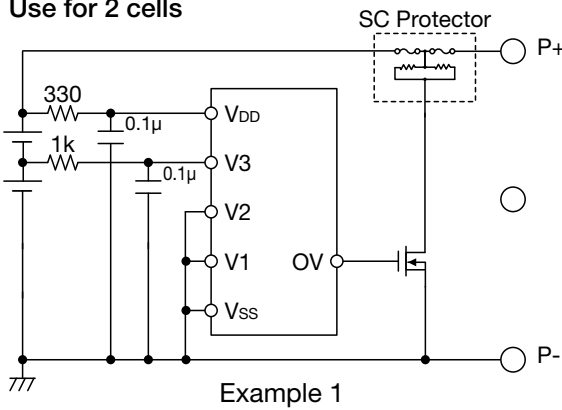 Use for 2 cells
SC Protector
P+
330
0.1µ
VDD
1k
0.1µ
V3
V2
V1
OV
VSS
P-
Example 1